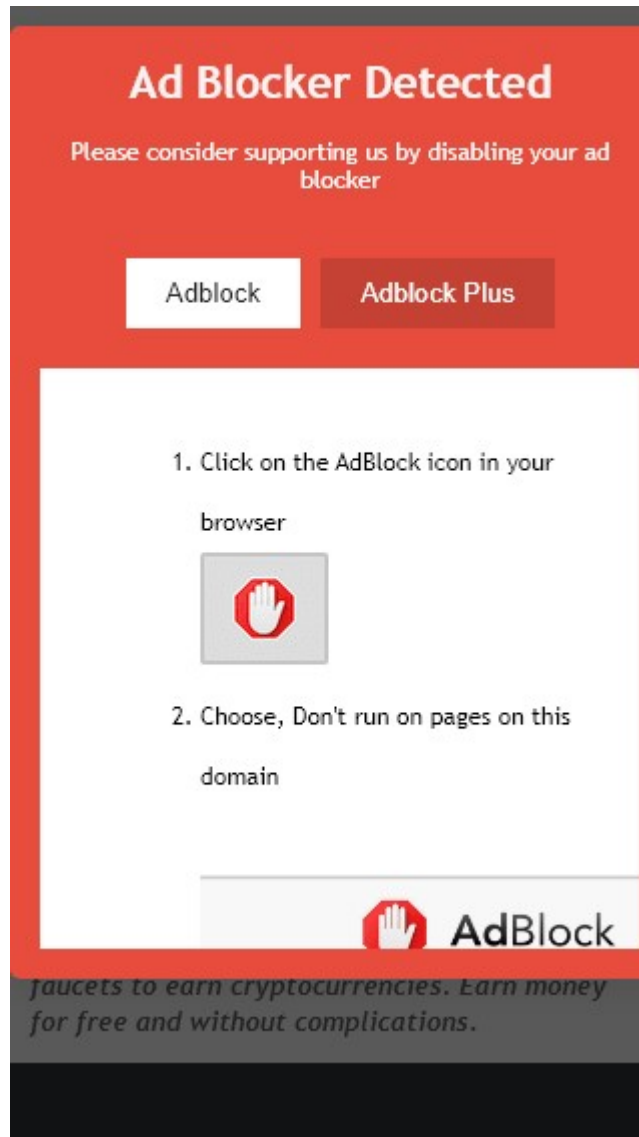 Ad Blocker Detected
Please consider supporting us by disabling your ad
blocker
Adblock
Adblock Plus
1. Click on the AdBlock icon in your
browser
2. Choose, Don't run on pages on this
domain
AdBlock
faucets to earn cryptocurrencies. Earn money
for free and without complications.